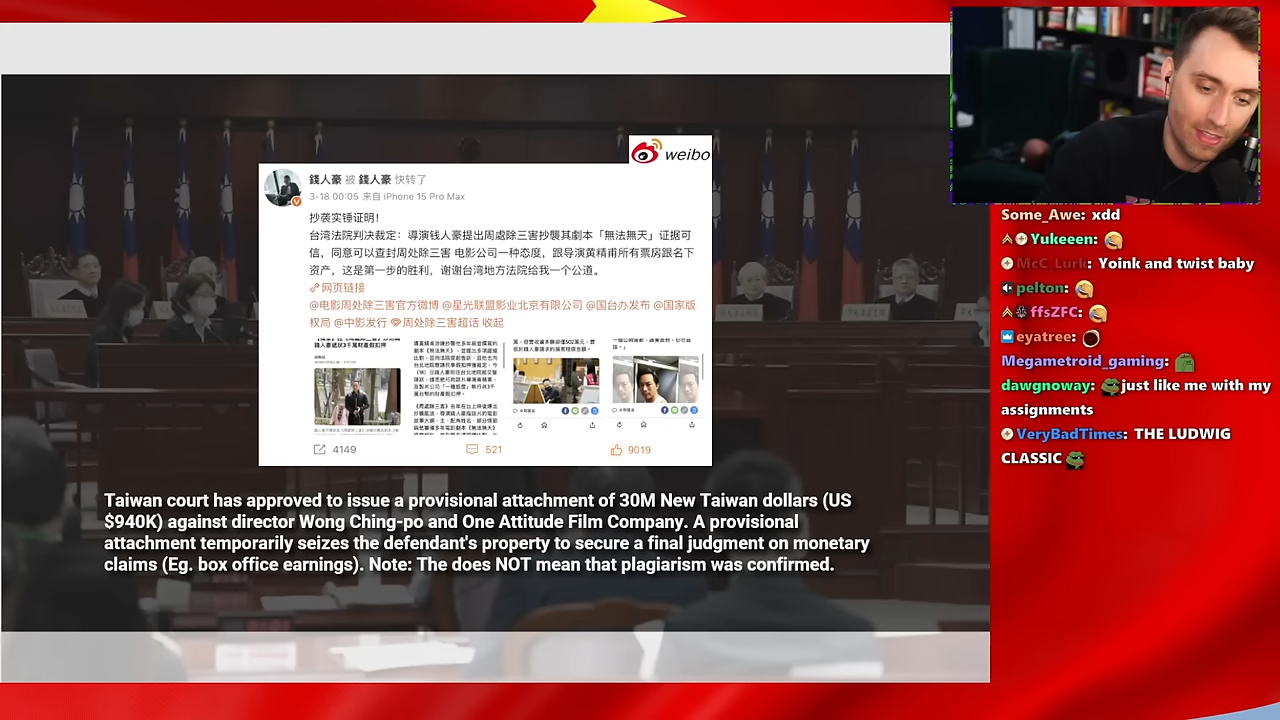 weibo
錢人豪 被 錢人豪 快转了
3-18 00:05 来自 iPhone 15 Pro Max
抄袭实锤证明!
台湾法院判决裁定：導演钱人豪提出周處除三害抄襲其劇本「無法無天」证据可
信，同意可以查封周处除三害 电影公司一种态度，跟导演黄精甫所有票房跟名下
资产，这是第一步的胜利，谢谢台湾地方法院给我一个公道。
网页链接
@电影周处除三害官方微博 @星光联盟影业北京有限公司 @国台办发布 @国家版
权局 @中影发行 周处除三害超话 收起
4149 521 9019
Taiwan court has approved to issue a provisional attachment of 30M New Taiwan dollars (US
$940K) against director Wong Ching-po and One Attitude Film Company. A provisional
attachment temporarily seizes the defendant's property to secure a final judgment on monetary
claims (Eg. box office earnings). Note: The does NOT mean that plagiarism was confirmed.
Some_Awe: xdd
Yukeeen:
McC_Lurk: Yoink and twist baby
pelton:
ffsZFC:
eyatree:
Megametroid_gaming:
dawgnoway: just like me with my
assignments
VeryBadTimes: THE LUDWIG
CLASSIC